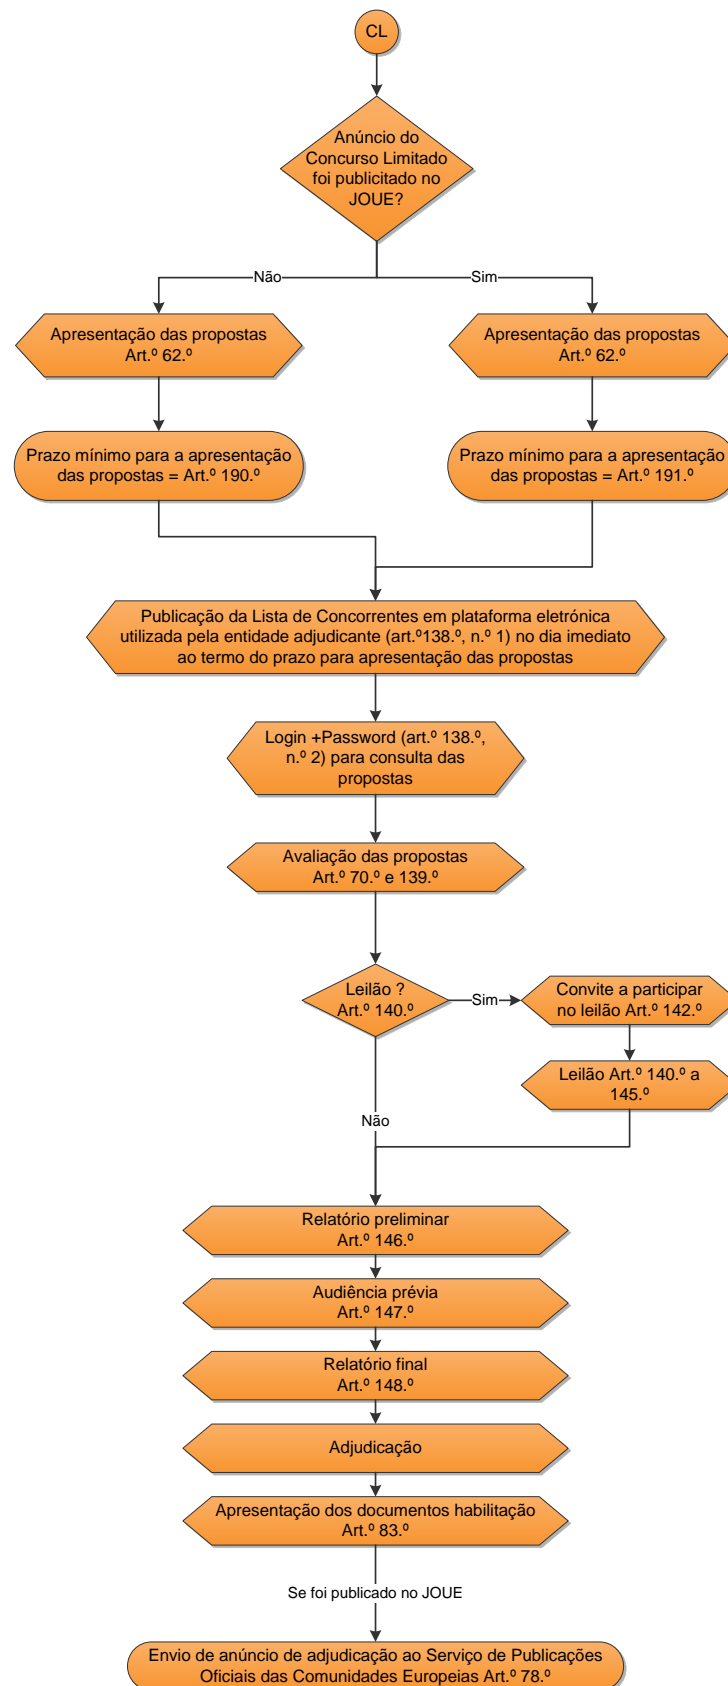 CL
Anúncio do
Concurso Limitado
foi publicitado no
JOUE?
Não
Sim
Apresentação das propostas
Art.º 62.º
Apresentação das propostas
Art.º 62.º
Prazo mínimo para a apresentação
das propostas = Art.º 190.º
Prazo mínimo para a apresentação
das propostas = Art.º 191.º
Publicação da Lista de Concorrentes em plataforma eletrónica
utilizada pela entidade adjudicante (art.º138.º, n.º 1) no dia imediato
ao termo do prazo para apresentação das propostas
Login +Password (art.º 138.º,
n.º 2) para consulta das
propostas
Avaliação das propostas
Art.º 70.º e 139.º
Leilão ?
Art.º 140.º
Sim
Convite a participar
no leilão Art.º 142.º
Leilão Art.º 140.º a
145.º
Não
Relatório preliminar
Art.º 146.º
Audiência prévia
Art.º 147.º
Relatório final
Art.º 148.º
Adjudicação
Apresentação dos documentos habilitação
Art.º 83.º
Se foi publicado no JOUE
Envio de anúncio de adjudicação ao Serviço de Publicações
Oficiais das Comunidades Europeias Art.º 78.º